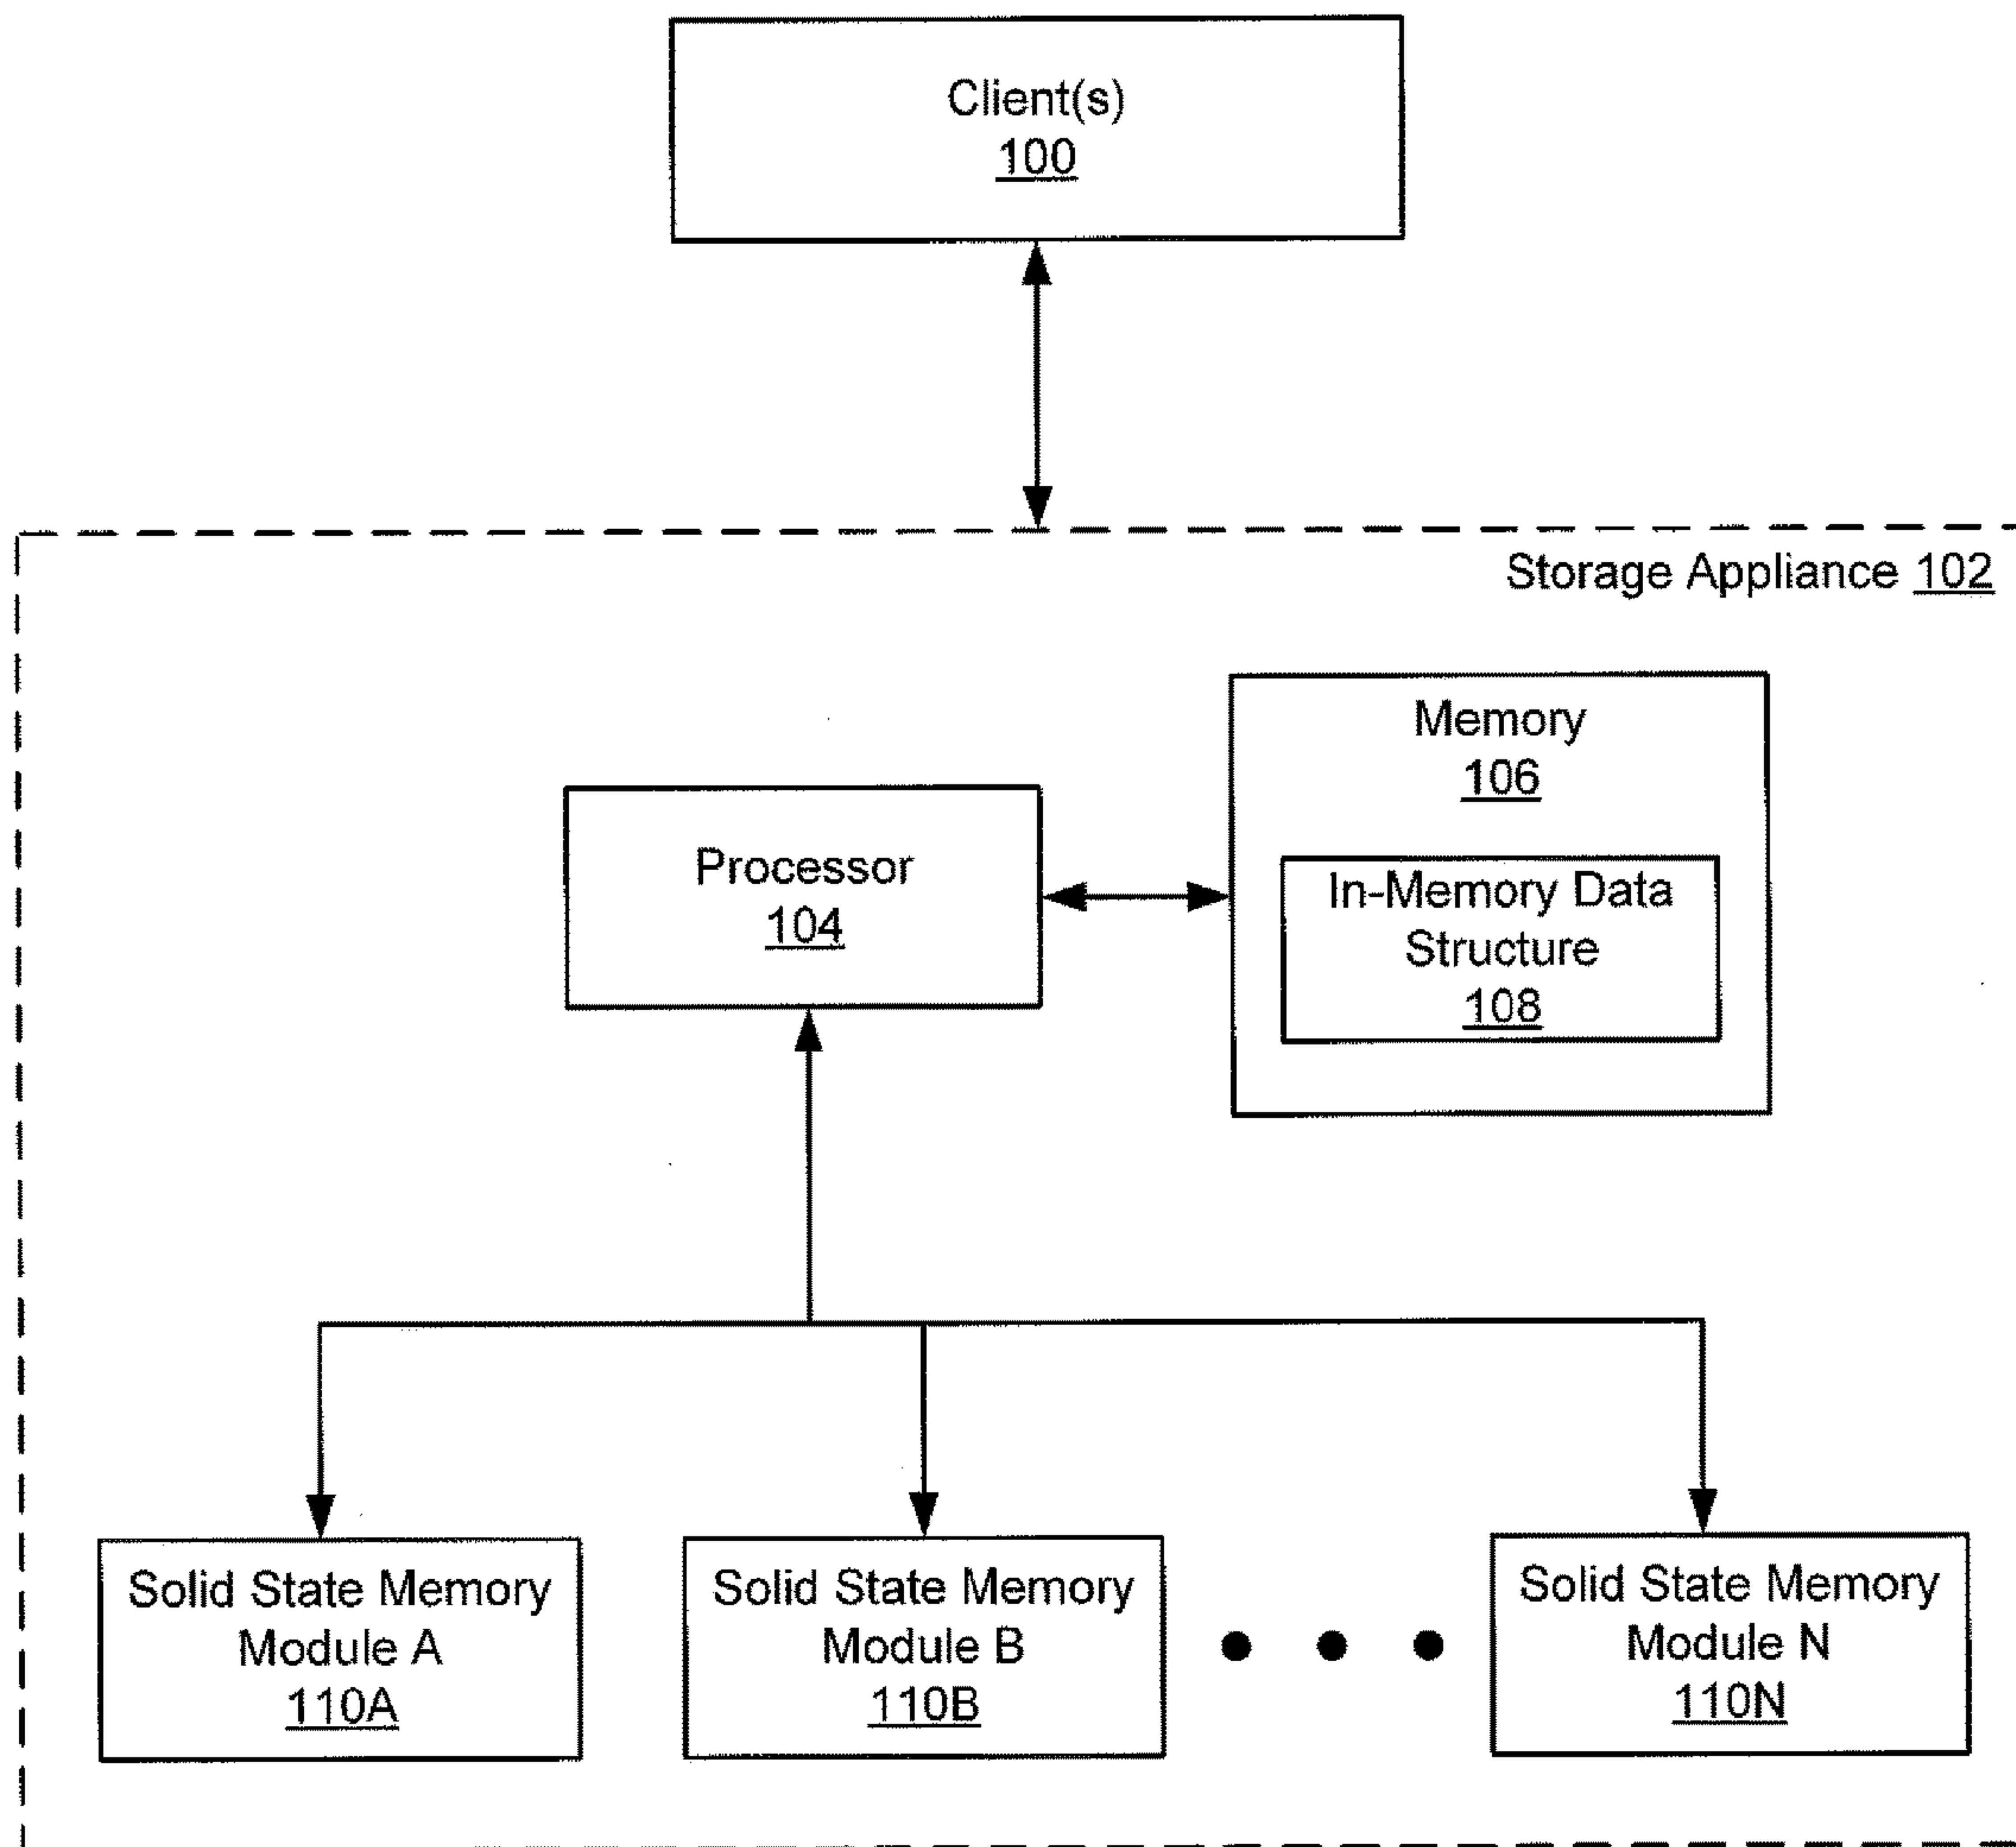 Client(s)
100
Storage Appliance 102
Memory
106
Processor
104
In-Memory Data
Structure
108
Solid State Memory
Module A
110A
Solid State Memory
Module B
110B
Solid State Memory
Module N
110N